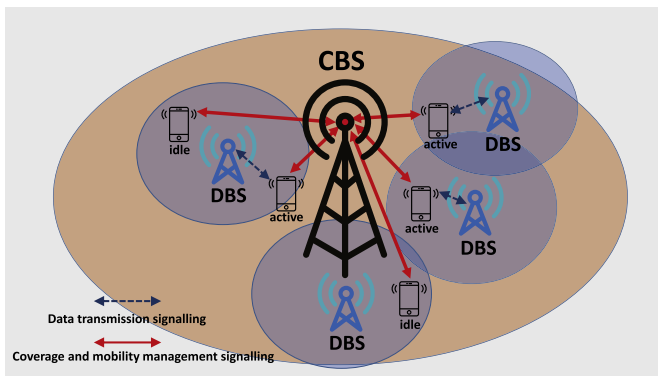 CBS
idle
DBS
active
active
DBS
active
DBS
idle
DBS
Data transmission signalling
Coverage and mobility management signalling